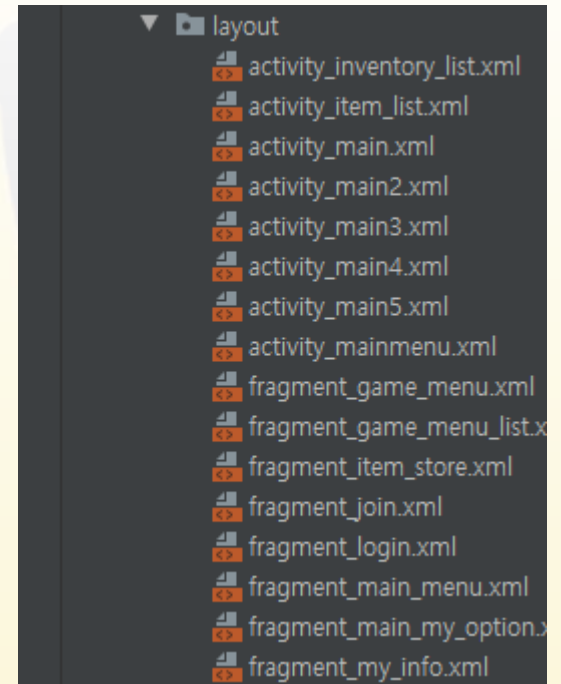 layout
activity_inventory_list.xml
activity_item_list.xml
activity_main.xml
activity_main2.xml
activity_main3.xml
activity_main4.xml
activity_main5.xml
activity_mainmenu.xml
fragment_game_menu.xml
fragment_game_menu_list.x
fragment_item_store.xml
fragment_join.xml
fragment_login.xml
fragment_main_menu.xml
fragment_main_my_option.x
fragment_my_info.xml